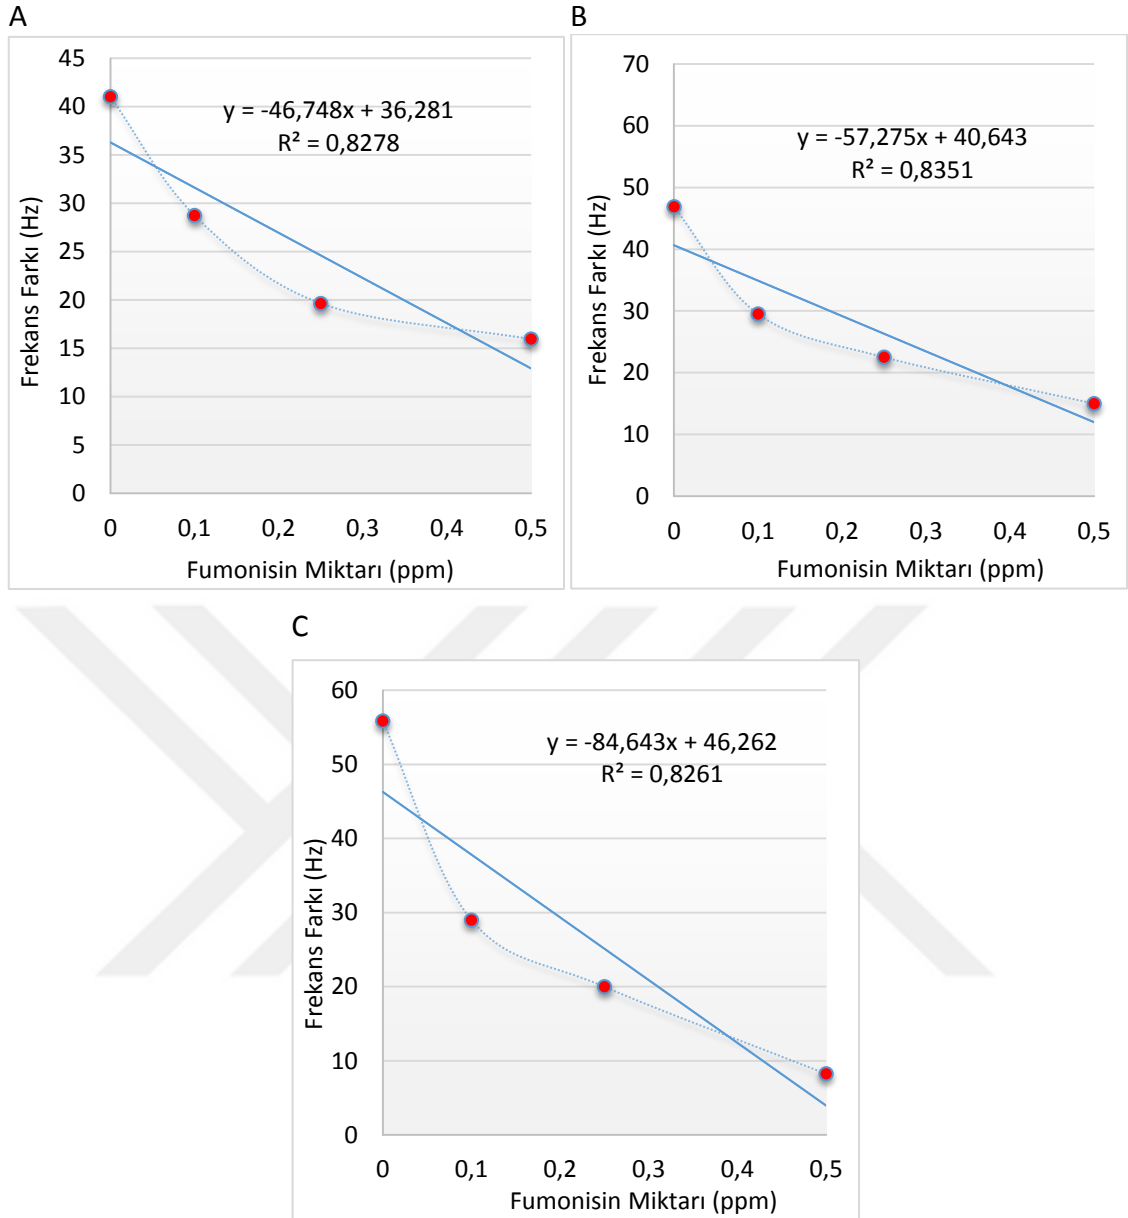 A
45
40
35
30
25
20
15
10
5
0
Frekans Farkı (Hz)
y = -46,748x + 36,281
R² = 0,8278
0 0,1 0,2 0,3 0,4 0,5
Fumonisin Miktarı (ppm)
B
70
60
50
40
30
20
10
0
Frekans Farkı (Hz)
y = -57,275x + 40,643
R² = 0,8351
0 0,1 0,2 0,3 0,4 0,5
Fumonisin Miktarı (ppm)
C
60
50
40
30
20
10
0
Frekans Farkı (Hz)
y = -84,643x + 46,262
R² = 0,8261
0 0,1 0,2 0,3 0,4 0,5
Fumonisin Miktarı (ppm)